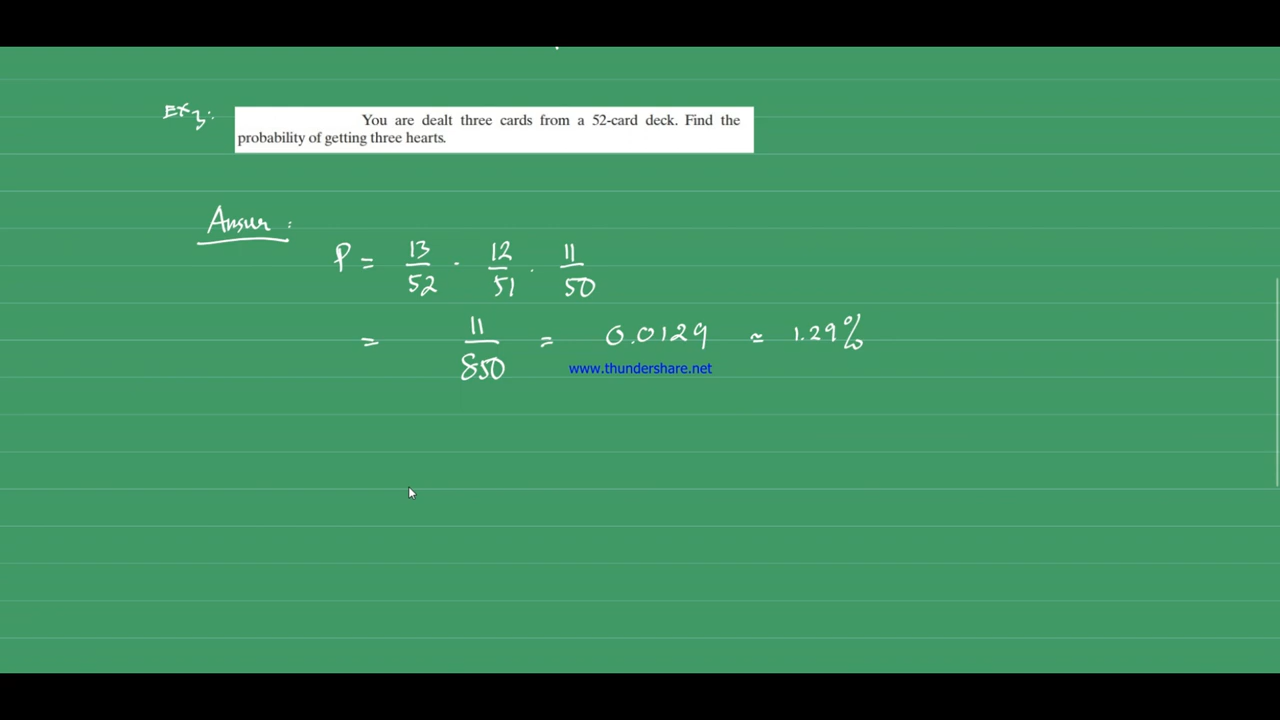 Ex 3:
You are dealt three cards from a 52-card deck. Find the
probability of getting three hearts.
Answer :
P = 13/52 . 12/51 . 11/50
= 11/850 = 0.0129 ≈ 1.29%
www.thundershare.net